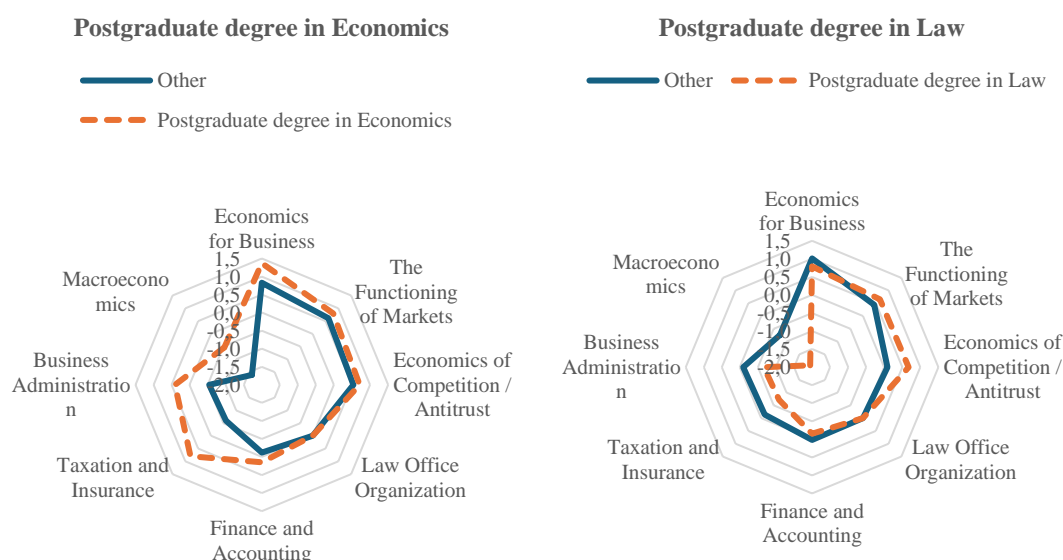 Postgraduate degree in Economics
Other
Postgraduate degree in Economics
Economics
for Business
The
Functioning
of Markets
Economics of
Competition /
Antitrust
Law Office
Organization
Finance and
Accounting
Taxation and
Insurance
Business
Administratio
n
Macroecono
mics
1,5
1,0
0,5
0,0
-0,5
-1,0
-1,5
-2,0
Postgraduate degree in Law
Other
Postgraduate degree in Law
Economics
for Business
The
Functioning
of Markets
Economics of
Competition /
Antitrust
Law Office
Organization
Finance and
Accounting
Taxation and
Insurance
Business
Administratio
n
Macroecono
mics
1,5
1,0
0,5
0,0
-0,5
-1,0
-1,5
-2,0